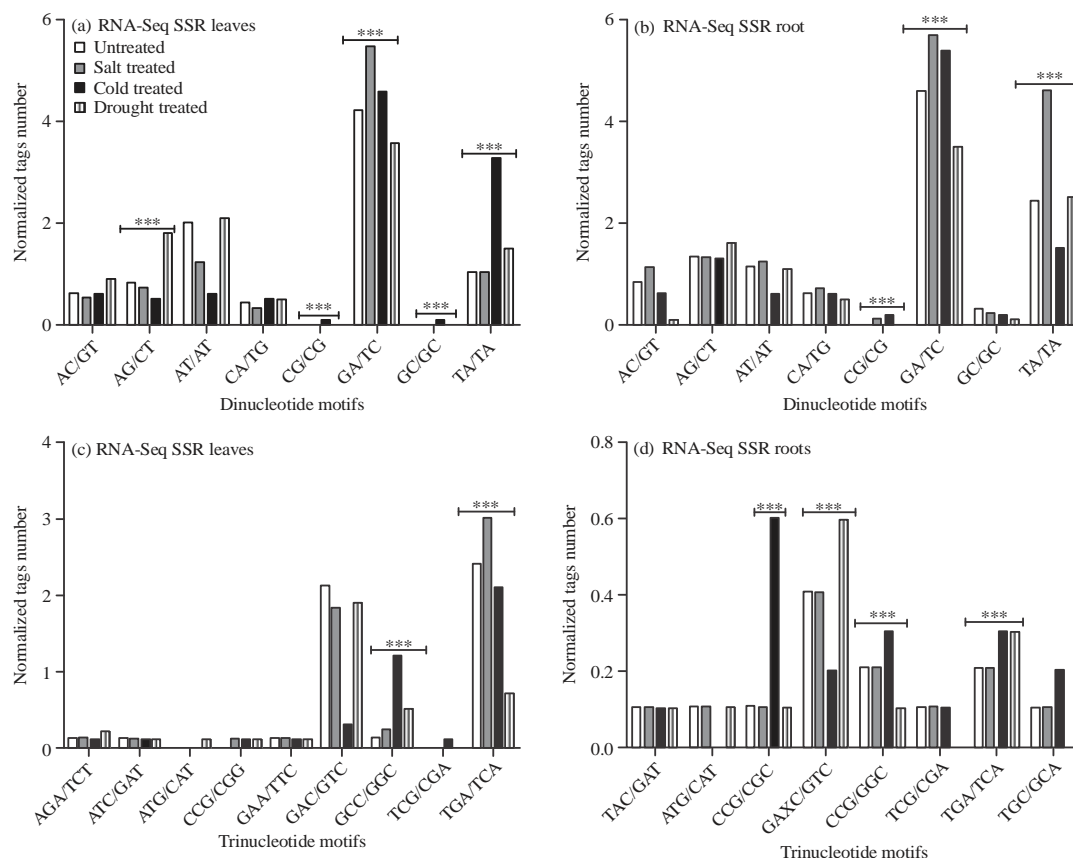 (a) RNA-Seq SSR leaves
Untreated
Salt treated
Cold treated
Drought treated
Normalized tags number
6
4
2
0
***
***
***
***
***
AC/GT
AG/CT
AT/AT
CA/TG
CG/CG
GA/TC
GC/GC
TA/TA
Dinucleotide motifs
(b) RNA-Seq SSR root
Normalized tags number
6
4
2
0
***
***
***
AC/GT
AG/CT
AT/AT
CA/TG
CG/CG
GA/TC
GC/GC
TA/TA
Dinucleotide motifs
(c) RNA-Seq SSR leaves
Normalized tags number
4
3
2
1
0
***
***
AGA/TCT
ATC/GAT
ATG/CAT
CCG/CGG
GAA/TTC
GAC/GTC
GCC/GGC
TCG/CGA
TGA/TCA
Trinucleotide motifs
(d) RNA-Seq SSR roots
Normalized tags number
0.8
0.6
0.4
0.2
0.0
***
***
***
***
TAC/GAT
ATG/CAT
CCG/CGC
GAXC/GTC
CCG/GGC
TCG/CGA
TGA/TCA
TGC/GCA
Trinucleotide motifs